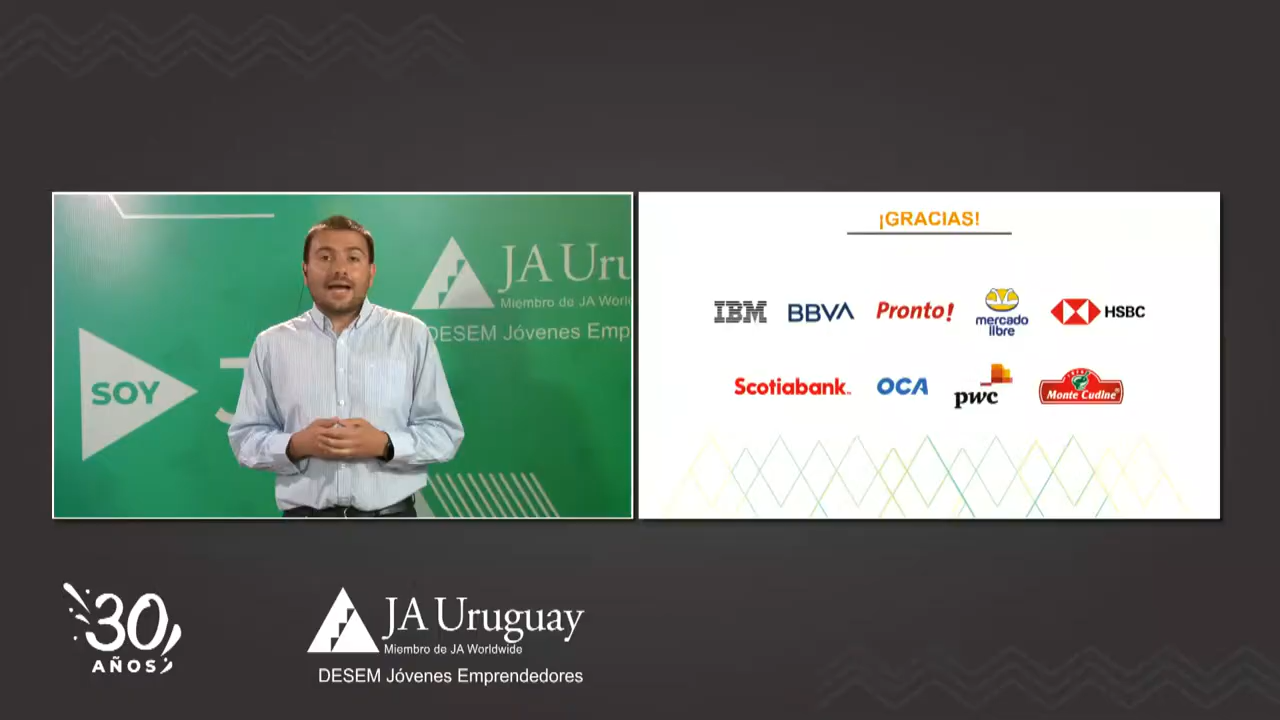 JA Uru
Miembro de JA Worl
DESEM Jóvenes Emp
SOY
J
¡GRACIAS!
IBM BBVA Pronto! mercado libre HSBC
Scotiabank OCA pwc Monte Cudine
30
AÑOS
JA Uruguay
Miembro de JA Worldwide
DESEM Jóvenes Emprendedores